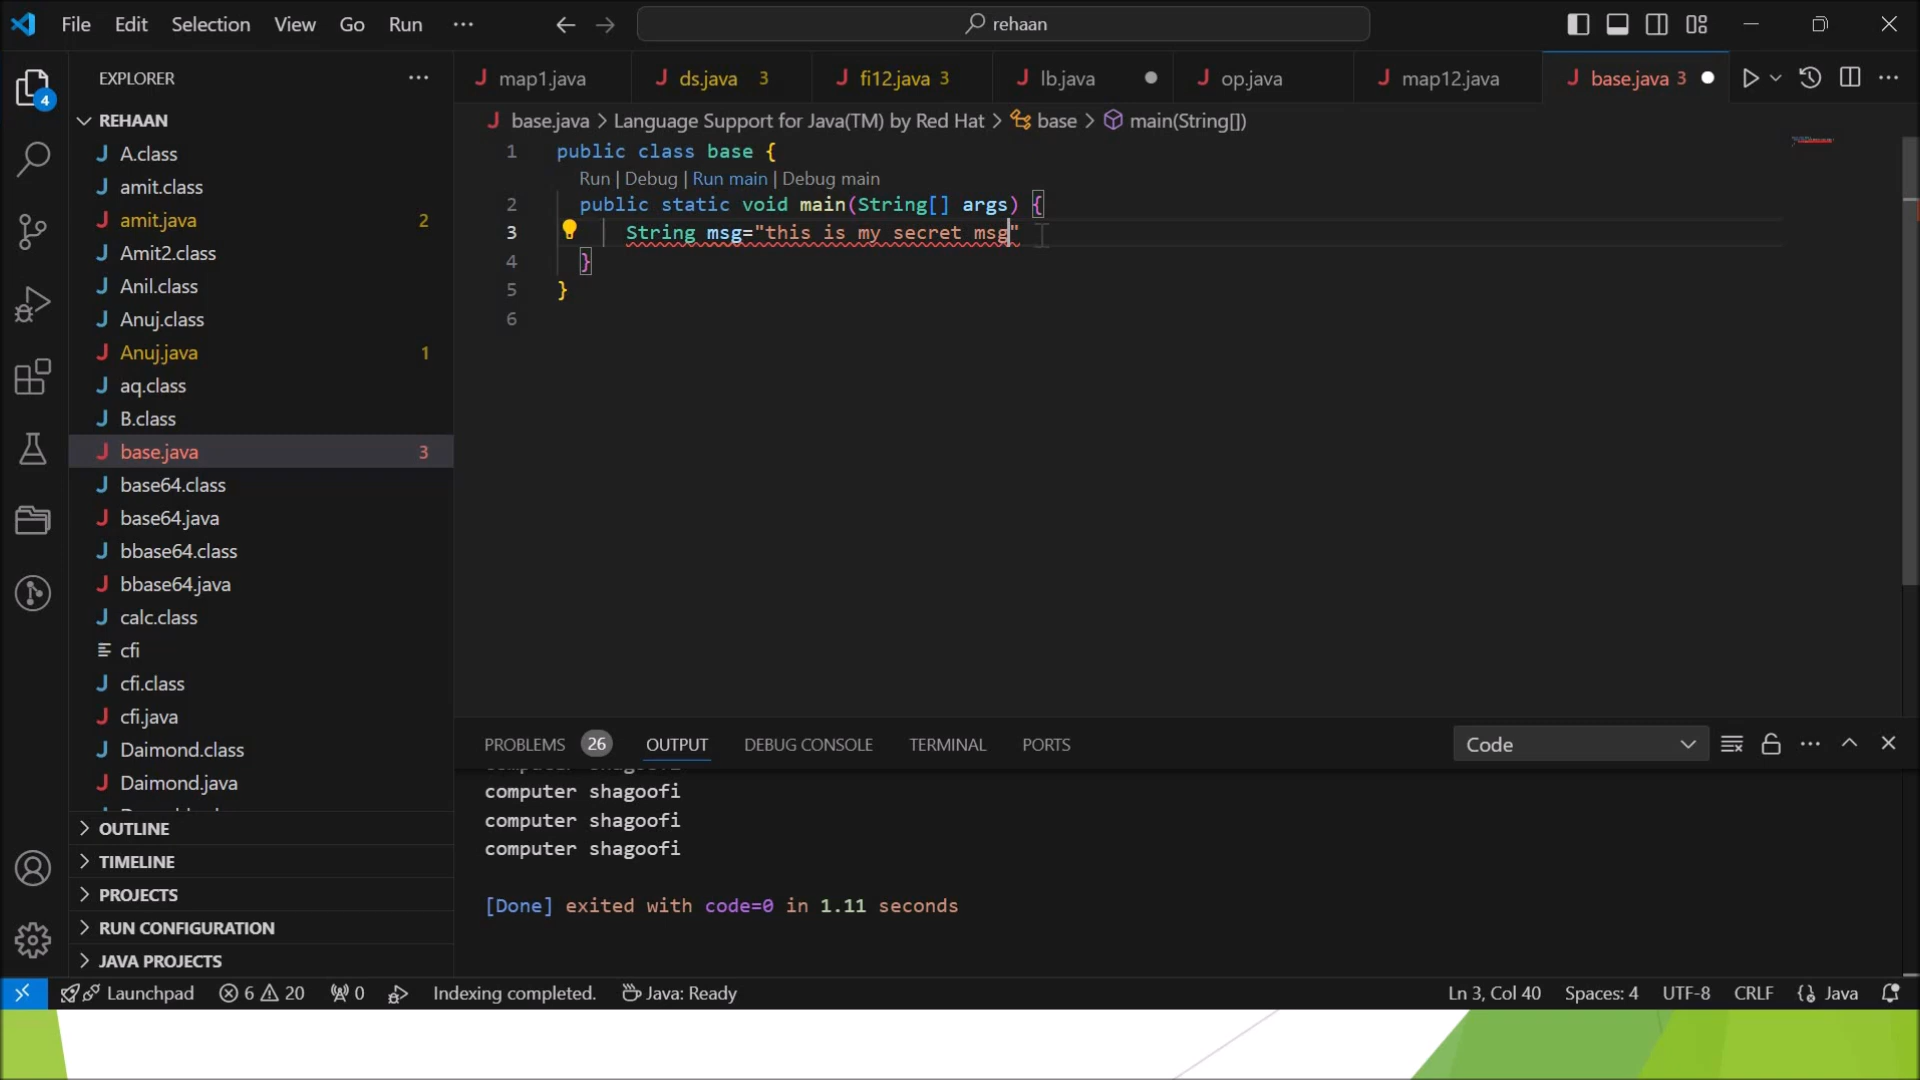 File Edit Selection View Go Run ··· rehaan
EXPLORER ···
map1.java ds.java 3 fi12.java 3 lb.java op.java map12.java base.java 3
REHAAN
base.java > Language Support for Java(TM) by Red Hat > base > main(String[])
A.class
amit.class
amit.java 2
Amit2.class
Anil.class
Anuj.class
Anuj.java 1
aq.class
B.class
base.java 3
base64.class
base64.java
bbase64.class
bbase64.java
calc.class
cfi
cfi.class
cfi.java
Daimond.class
Daimond.java
OUTLINE
TIMELINE
PROJECTS
RUN CONFIGURATION
JAVA PROJECTS
4
1 public class base {
Run | Debug | Run main | Debug main
2 public static void main(String[] args) {
3 String msg="this is my secret msg"
4 }
5 }
6
PROBLEMS 26 OUTPUT DEBUG CONSOLE TERMINAL PORTS Code
computer shagoofi
computer shagoofi
computer shagoofi
[Done] exited with code=0 in 1.11 seconds
Launchpad 6 20 0 Indexing completed. Java: Ready Ln 3, Col 40 Spaces: 4 UTF-8 CRLF Java